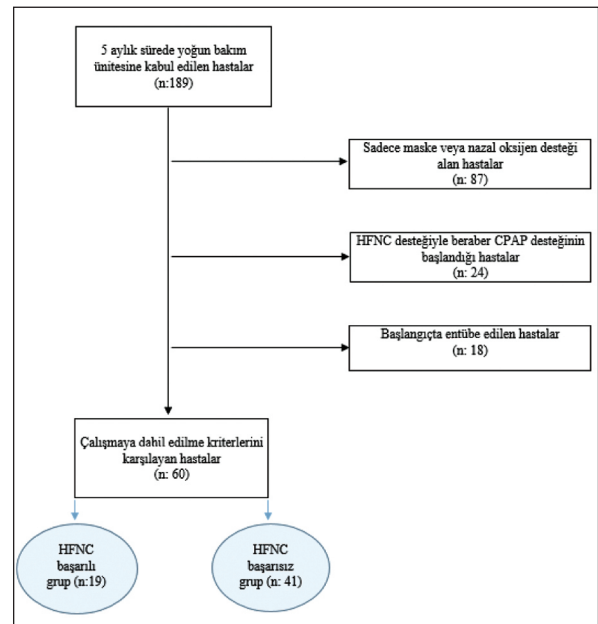 5 aylık sürede yoğun bakım
ünitesine kabul edilen hastalar
(n:189)
Sadece maske veya nazal oksijen desteği
alan hastalar
(n: 87)
HFNC desteğiyle beraber CPAP desteğinin
başlandığı hastalar
(n: 24)
Başlangıçta entübe edilen hastalar
(n: 18)
Çalışmaya dahil edilme kriterlerini
karşılayan hastalar
(n: 60)
HFNC
başarılı
grup (n:19)
HFNC
başarısız
grup (n: 41)